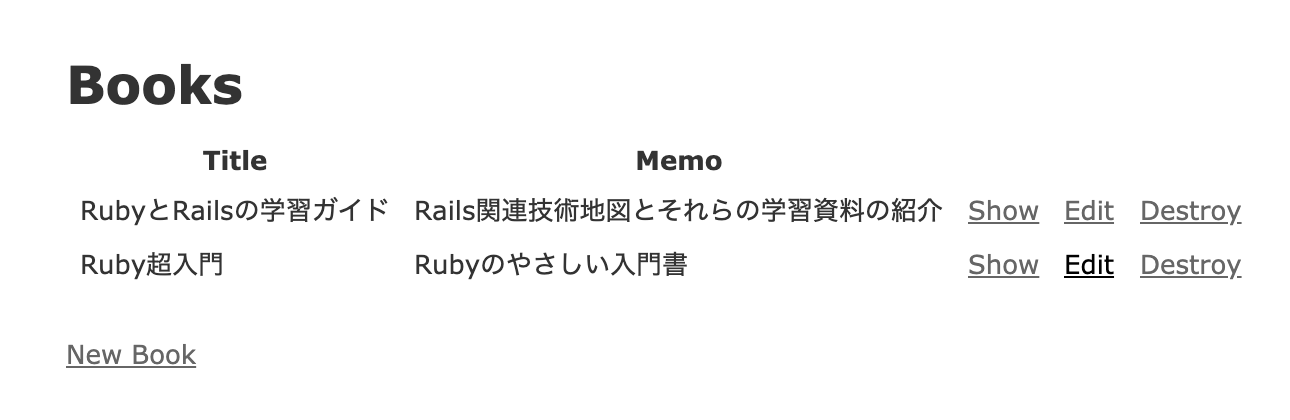 Books
Title Memo
RubyとRailsの学習ガイド Rails関連技術地図とそれらの学習資料の紹介 Show Edit Destroy
Ruby超入門 Rubyのやさしい入門書 Show Edit Destroy
New Book